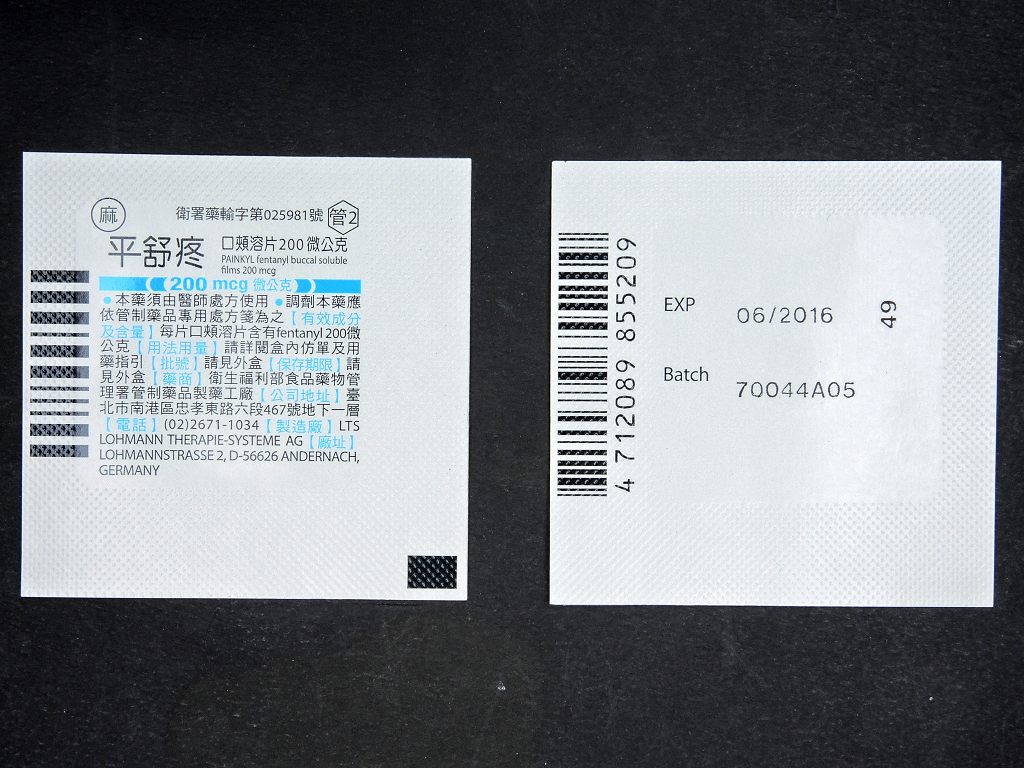 麻 衛署藥輸字第025981號 管2
平舒疼 口頰溶片200微公克
PAINKYL fentanyl buccal soluble
films 200 mcg
200 mcg 微公克
●本藥須由醫師處方使用 ●調劑本藥應
依管制藥品專用處方箋為之【有效成分
及含量】每片口頰溶片含有fentanyl 200微
公克【用法用量】請詳閱盒內仿單及用
藥指引【批號】請見外盒【保存期限】請
見外盒【藥商】衛生福利部食品藥物管
理署管制藥品製藥工廠【公司地址】臺
北市南港區忠孝東路六段467號地下一層
【電話】(02)2671-1034【製造廠】LTS
LOHMANN THERAPIE-SYSTEME AG【廠址】
LOHMANNSTRASSE 2, D-56626 ANDERNACH,
GERMANY
4 712089 855209
EXP 06/2016
Batch 70044A05
49